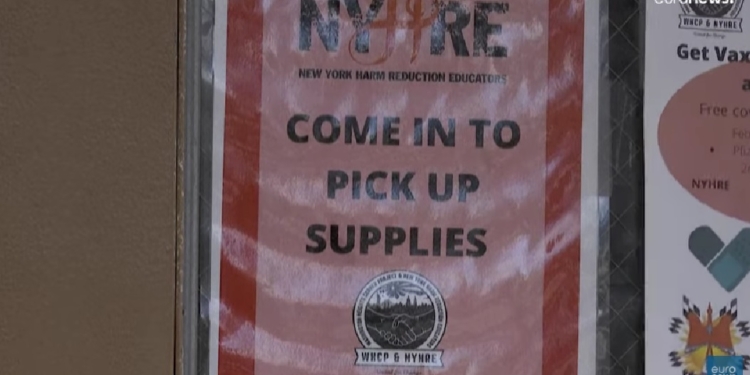 NYHRE
NEW YORK HARM REDUCTION EDUCATORS
COME IN TO
PICK UP
SUPPLIES
WHCP & NYHRE
euronews.
WHCP & NYHRE
Get Vax
Free
NYHRE
euro